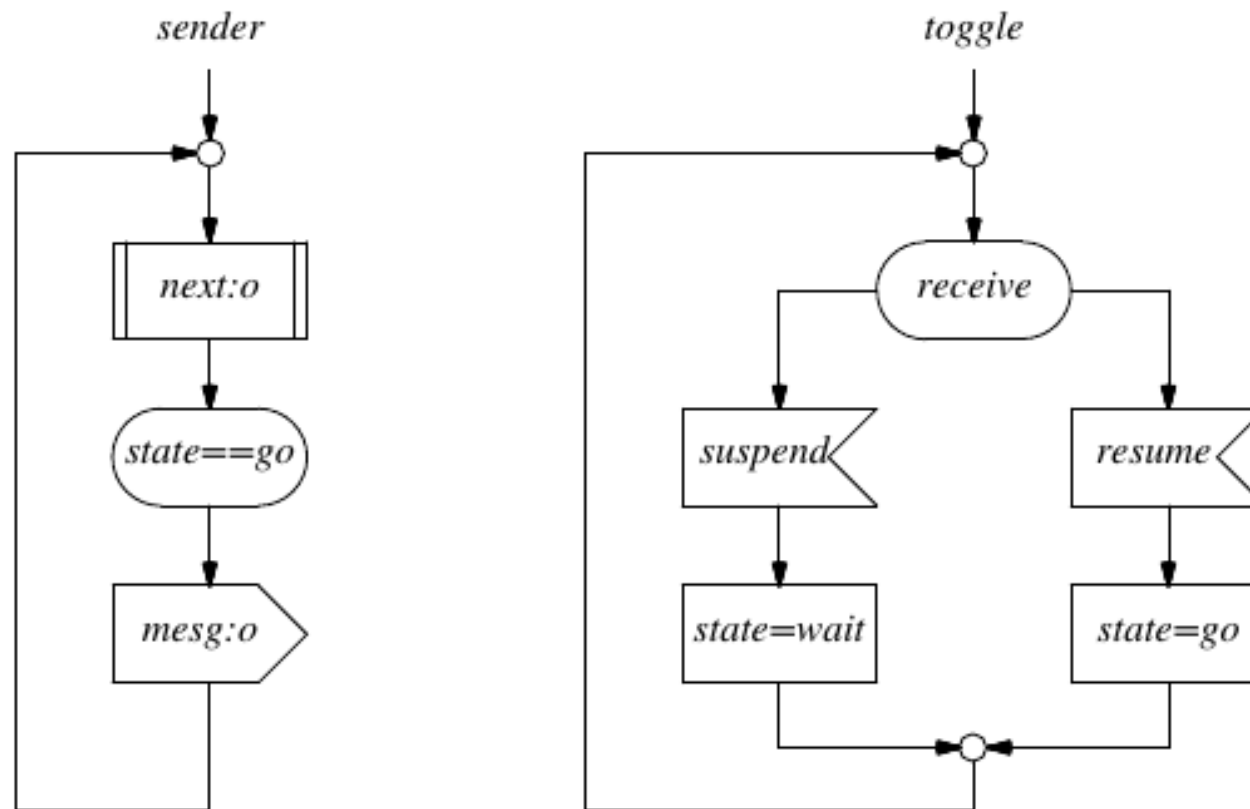 sender
toggle
next:o
receive
state==go
suspend
resume
mesg:o
state=wait
state=go